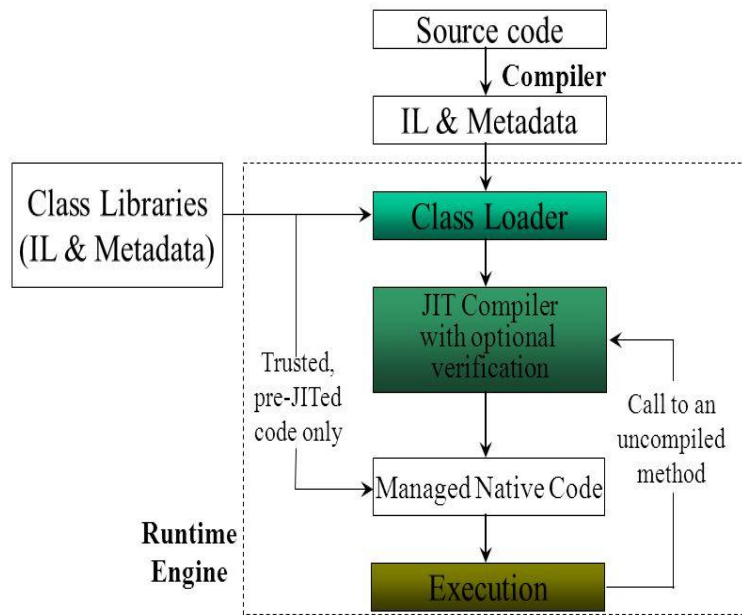 Source code
Compiler
IL & Metadata
Class Libraries
(IL & Metadata)
Class Loader
JIT Compiler
with optional
verification
Trusted,
pre-JITed
code only
Call to an
uncompiled
method
Managed Native Code
Runtime
Engine
Execution